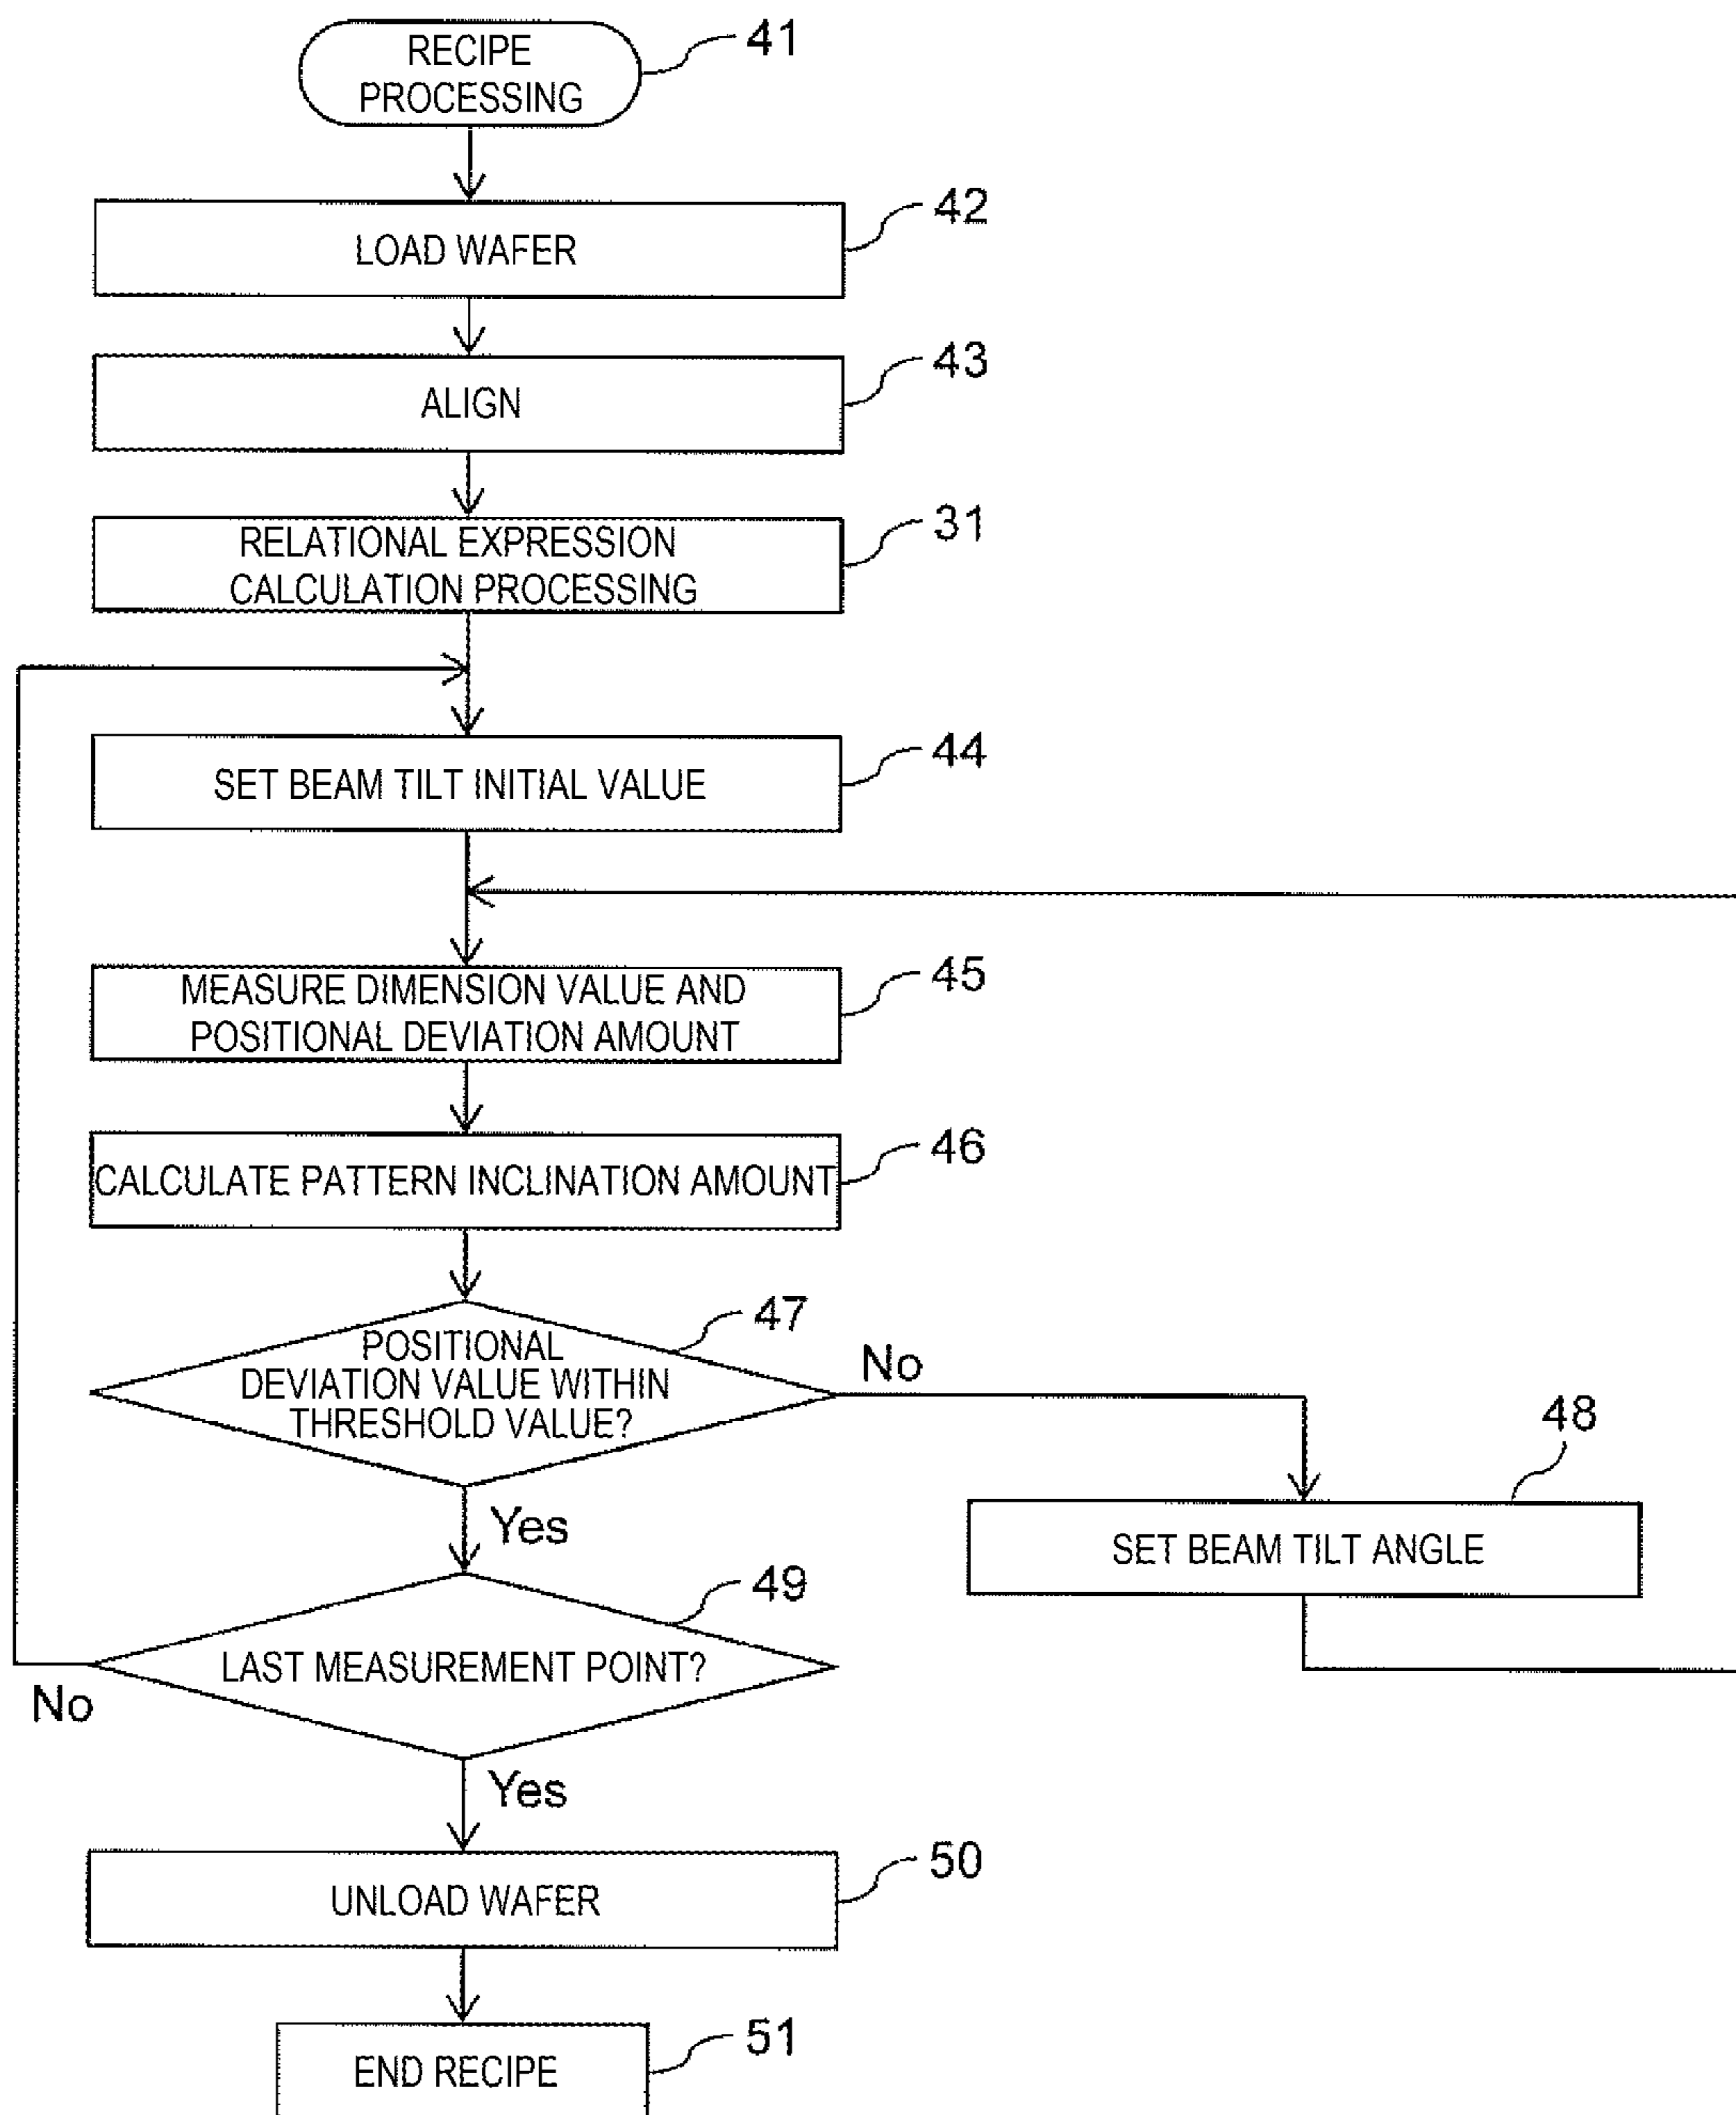 RECIPE
PROCESSING
41
LOAD WAFER
42
ALIGN
43
RELATIONAL EXPRESSION
CALCULATION PROCESSING
31
SET BEAM TILT INITIAL VALUE
44
MEASURE DIMENSION VALUE AND
POSITIONAL DEVIATION AMOUNT
45
CALCULATE PATTERN INCLINATION AMOUNT
46
POSITIONAL
DEVIATION VALUE WITHIN
THRESHOLD VALUE?
47
No
Yes
SET BEAM TILT ANGLE
48
LAST MEASUREMENT POINT?
49
No
Yes
UNLOAD WAFER
50
END RECIPE
51